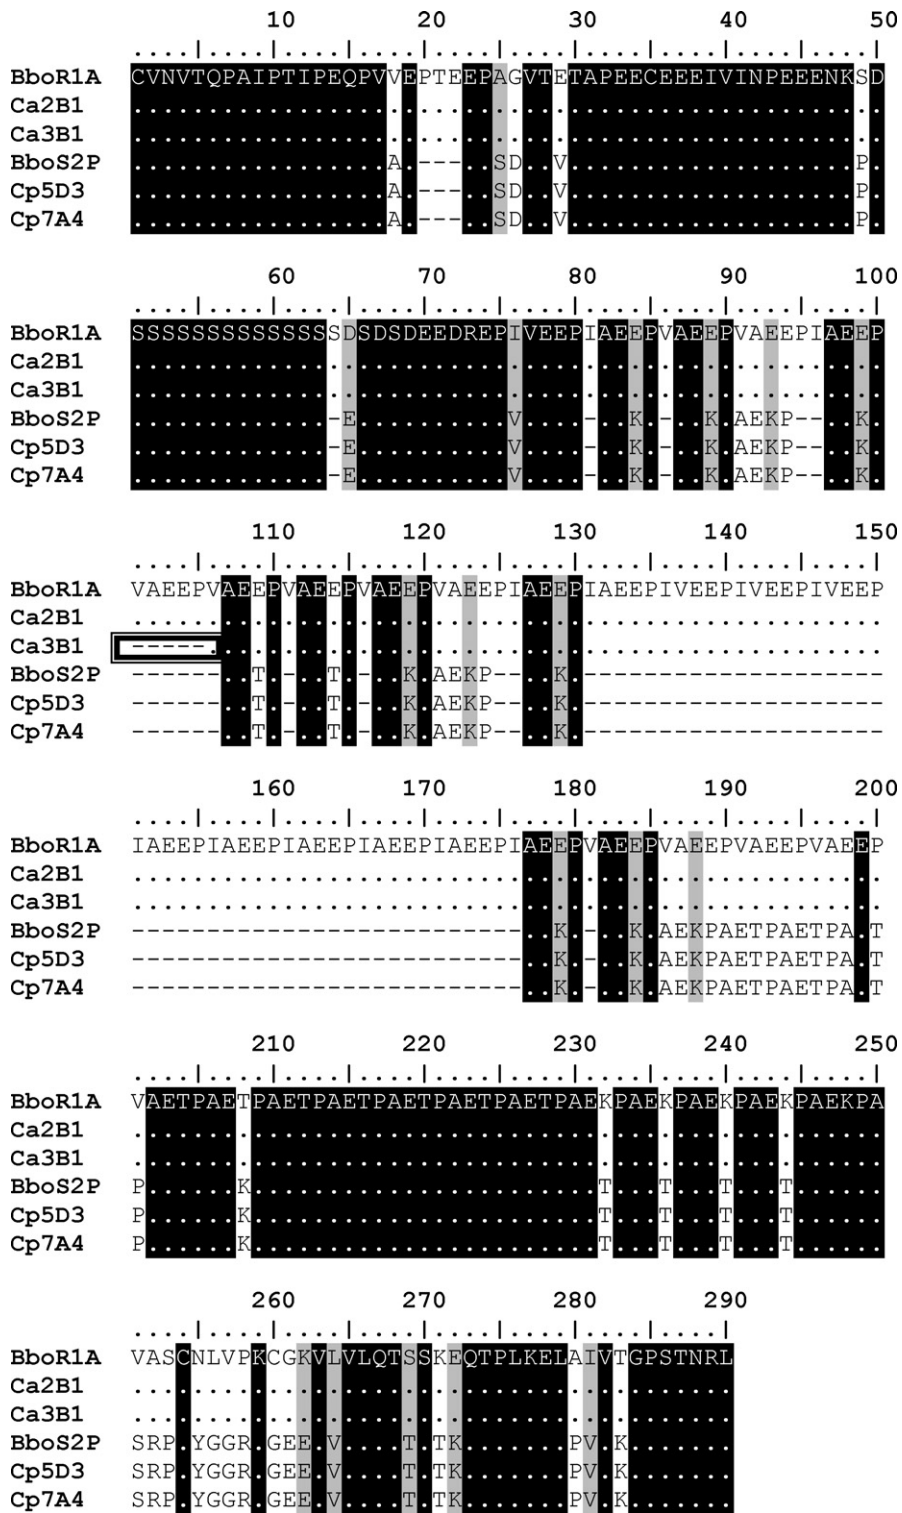 10 20 30 40 50
....|....|....|....|....|....|....|....|....|....|
BboR1A CVNVTQPAIPTIPEQPVVEPTEEPAGVTETAPEECEEEIVINPEEENKSD
Ca2B1 ..................................................
Ca3B1 ..................................................
BboS2P .................A.---..SD..V...................P.
Cp5D3 .................A.---..SD..V...................P.
Cp7A4 .................A.---..SD..V...................P.
60 70 80 90 100
....|....|....|....|....|....|....|....|....|....|
BboR1A SSSSSSSSSSSSSSDSDSDEEDREPIVEEPIAEEPVAEEPVAEEPIAEEP
Ca2B1 ..................................................
Ca3B1 ..................................................
BboS2P .............-E..........V....-..K.-..K.AEKP--..K.
Cp5D3 .............-E..........V....-..K.-..K.AEKP--..K.
Cp7A4 .............-E..........V....-..K.-..K.AEKP--..K.
110 120 130 140 150
....|....|....|....|....|....|....|....|....|....|
BboR1A VAEEPVAEEPVAEEPVAEEPVAEEPIAEEPIAEEPIVEEPIVEEPIVEEP
Ca2B1 ..................................................
Ca3B1 -----.............................................
BboS2P ------..T.-..T.-..K.AEKP--..K.--------------------
Cp5D3 ------..T.-..T.-..K.AEKP--..K.--------------------
Cp7A4 ------..T.-..T.-..K.AEKP--..K.--------------------
160 170 180 190 200
....|....|....|....|....|....|....|....|....|....|
BboR1A IAEEPIAEEPIAEEPIAEEPIAEEPIAEEPVAEEPVAEEPVAEEPVAEEP
Ca2B1 ..................................................
Ca3B1 ..................................................
BboS2P --------------------------..K.-..K.AEKPAETPAETPA.T
Cp5D3 --------------------------..K.-..K.AEKPAETPAETPA.T
Cp7A4 --------------------------..K.-..K.AEKPAETPAETPA.T
210 220 230 240 250
....|....|....|....|....|....|....|....|....|....|
BboR1A VAETPAETPAETPAETPAETPAETPAETPAEKPAEKPAEKPAEKPAEKPA
Ca2B1 ..................................................
Ca3B1 ..................................................
BboS2P P......K.......................T...T...T...T......
Cp5D3 P......K.......................T...T...T...T......
Cp7A4 P......K.......................T...T...T...T......
260 270 280 290
....|....|....|....|....|....|....|....|
BboR1A VASCNLVPKCGKVLVLQTSSKEQTPLKELAIVTGPSTNRL
Ca2B1 ........................................
Ca3B1 ........................................
BboS2P SRP.YGGR.GEE.V....T.TK.......PV.K.......
Cp5D3 SRP.YGGR.GEE.V....T.TK.......PV.K.......
Cp7A4 SRP.YGGR.GEE.V....T.TK.......PV.K.......